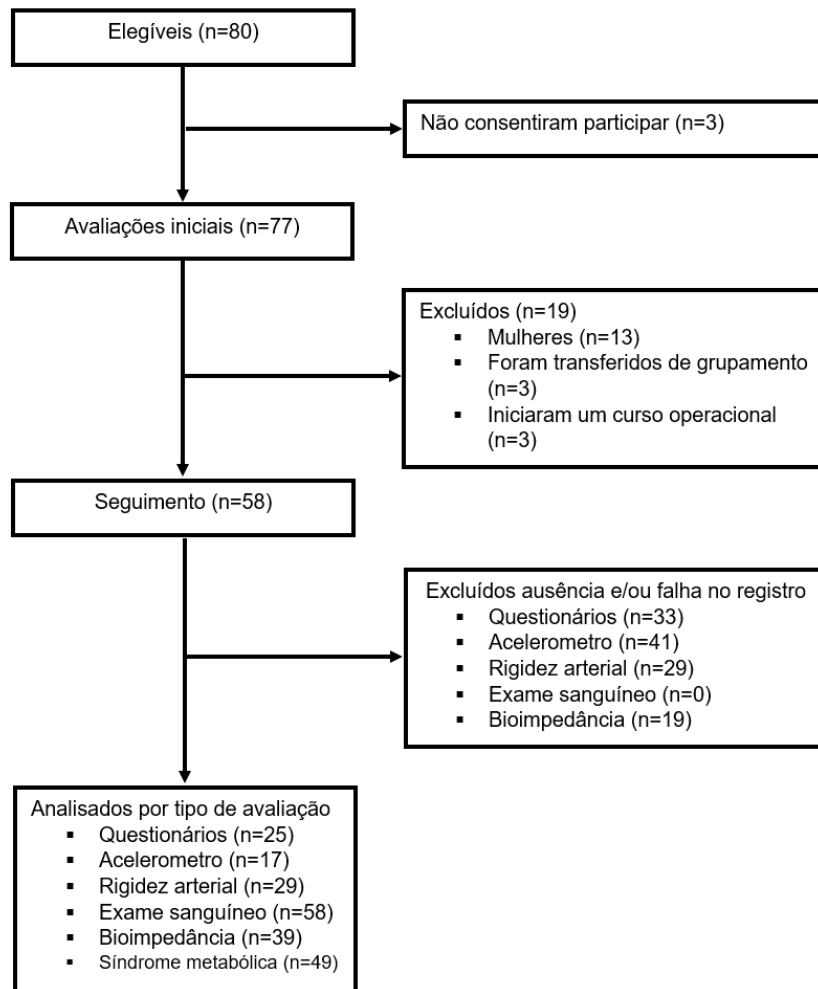 Elegíveis (n=80)
Não consentiram participar (n=3)
Avaliações iniciais (n=77)
Excluídos (n=19)
▪ Mulheres (n=13)
▪ Foram transferidos de grupamento
(n=3)
▪ Iniciaram um curso operacional
(n=3)
Seguimento (n=58)
Excluídos ausência e/ou falha no registro
▪ Questionários (n=33)
▪ Acelerometro (n=41)
▪ Rigidez arterial (n=29)
▪ Exame sanguíneo (n=0)
▪ Bioimpedância (n=19)
Analisados por tipo de avaliação
▪ Questionários (n=25)
▪ Acelerometro (n=17)
▪ Rigidez arterial (n=29)
▪ Exame sanguíneo (n=58)
▪ Bioimpedância (n=39)
▪ Síndrome metabólica (n=49)